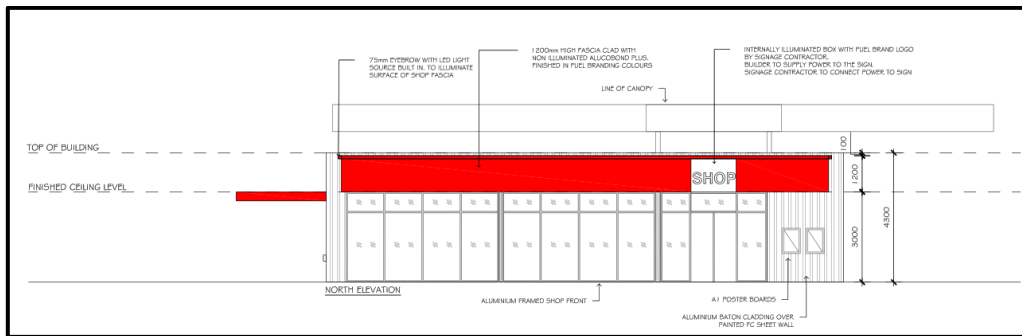 75mm EYEBROW WITH LED LIGHT
SOURCE BUILT IN. TO ILLUMINATE
SURFACE OF SHOP FASCIA
1200mm HIGH FASCIA CLAD WITH
NON ILLUMINATED ALUCOBOND PLUS.
FINISHED IN FUEL BRANDING COLOURS
INTERNALLY ILLUMINATED BOX WITH FUEL BRAND LOGO
BY SIGNAGE CONTRACTOR.
BUILDER TO SUPPLY POWER TO THE SIGN.
SIGNAGE CONTRACTOR TO CONNECT POWER TO SIGN
LINE OF CANOPY
TOP OF BUILDING
100
1200
FINISHED CEILING LEVEL
SHOP
4300
3000
NORTH ELEVATION
ALUMINIUM FRAMED SHOP FRONT
A1 POSTER BOARDS
ALUMINIUM BATON CLADDING OVER
PAINTED FC SHEET WALL